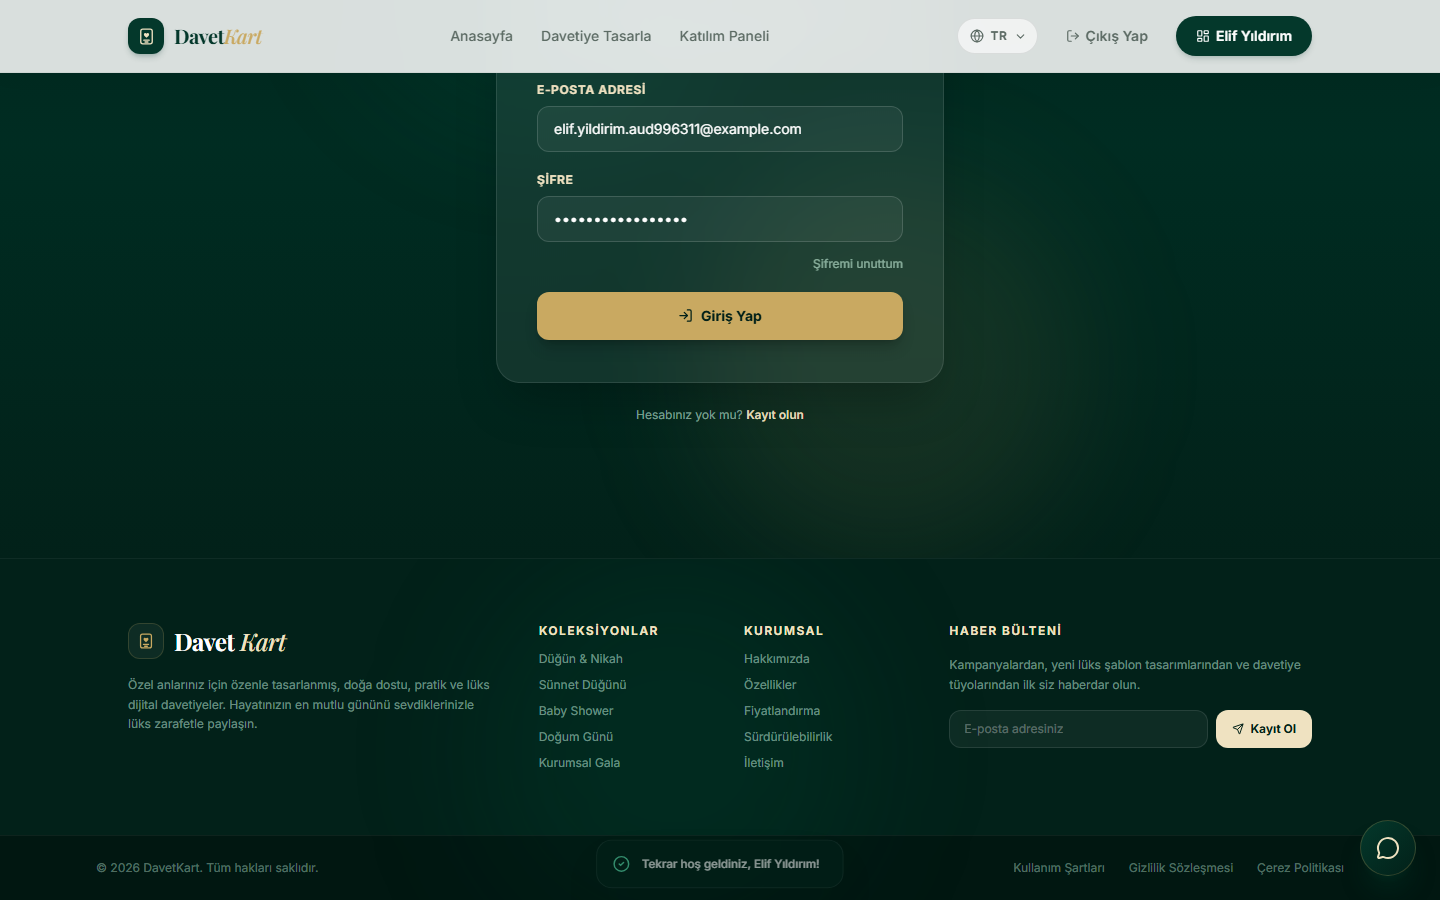 DavetKart
Anasayfa
Davetiye Tasarla
Katılım Paneli
TR
Çıkış Yap
Elif Yıldırım
E-POSTA ADRESİ
elif.yildirim.aud996311@example.com
ŞİFRE
Şifremi unuttum
Giriş Yap
Hesabınız yok mu? Kayıt olun
Davet Kart
Özel anlarınız için özenle tasarlanmış, doğa dostu, pratik ve lüks
dijital davetiyeler. Hayatınızın en mutlu gününü sevdiklerinizle
lüks zarafetle paylaşın.
KOLEKSİYONLAR
Düğün & Nikah
Sünnet Düğünü
Baby Shower
Doğum Günü
Kurumsal Gala
KURUMSAL
Hakkımızda
Özellikler
Fiyatlandırma
Sürdürülebilirlik
İletişim
HABER BÜLTENİ
Kampanyalardan, yeni lüks şablon tasarımlarından ve davetiye
tüyolarından ilk siz haberdar olun.
E-posta adresiniz
Kayıt Ol
© 2026 DavetKart. Tüm hakları saklıdır.
Tekrar hoş geldiniz, Elif Yıldırım!
Kullanım Şartları
Gizlilik Sözleşmesi
Çerez Politikası